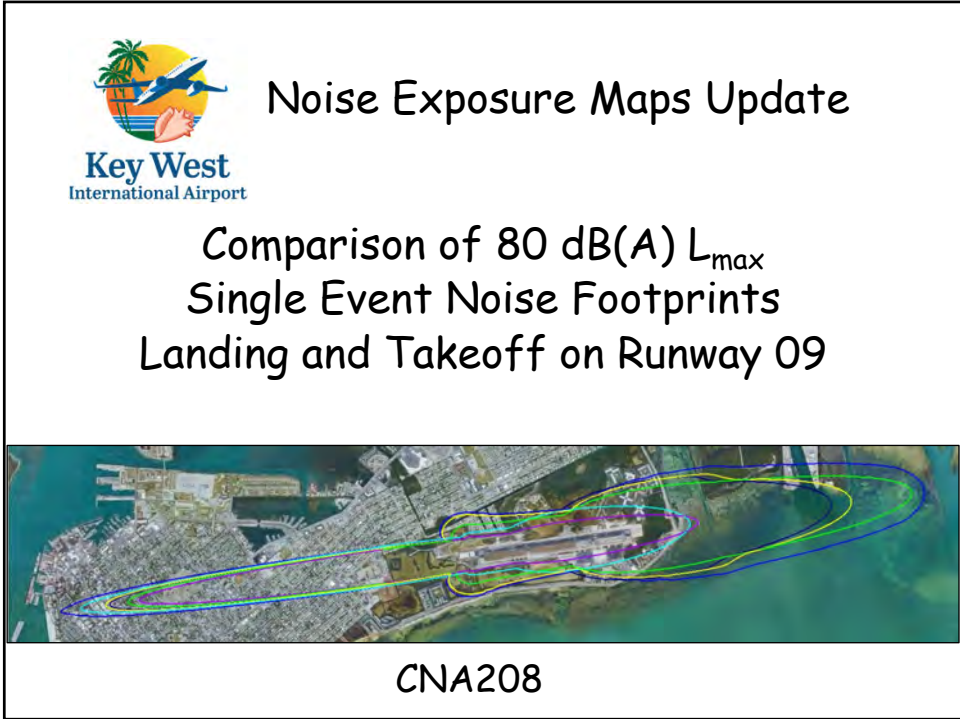 Noise Exposure Maps Update
Key West
International Airport
Comparison of 80 dB(A) Lmax
Single Event Noise Footprints
Landing and Takeoff on Runway 09
CNA208